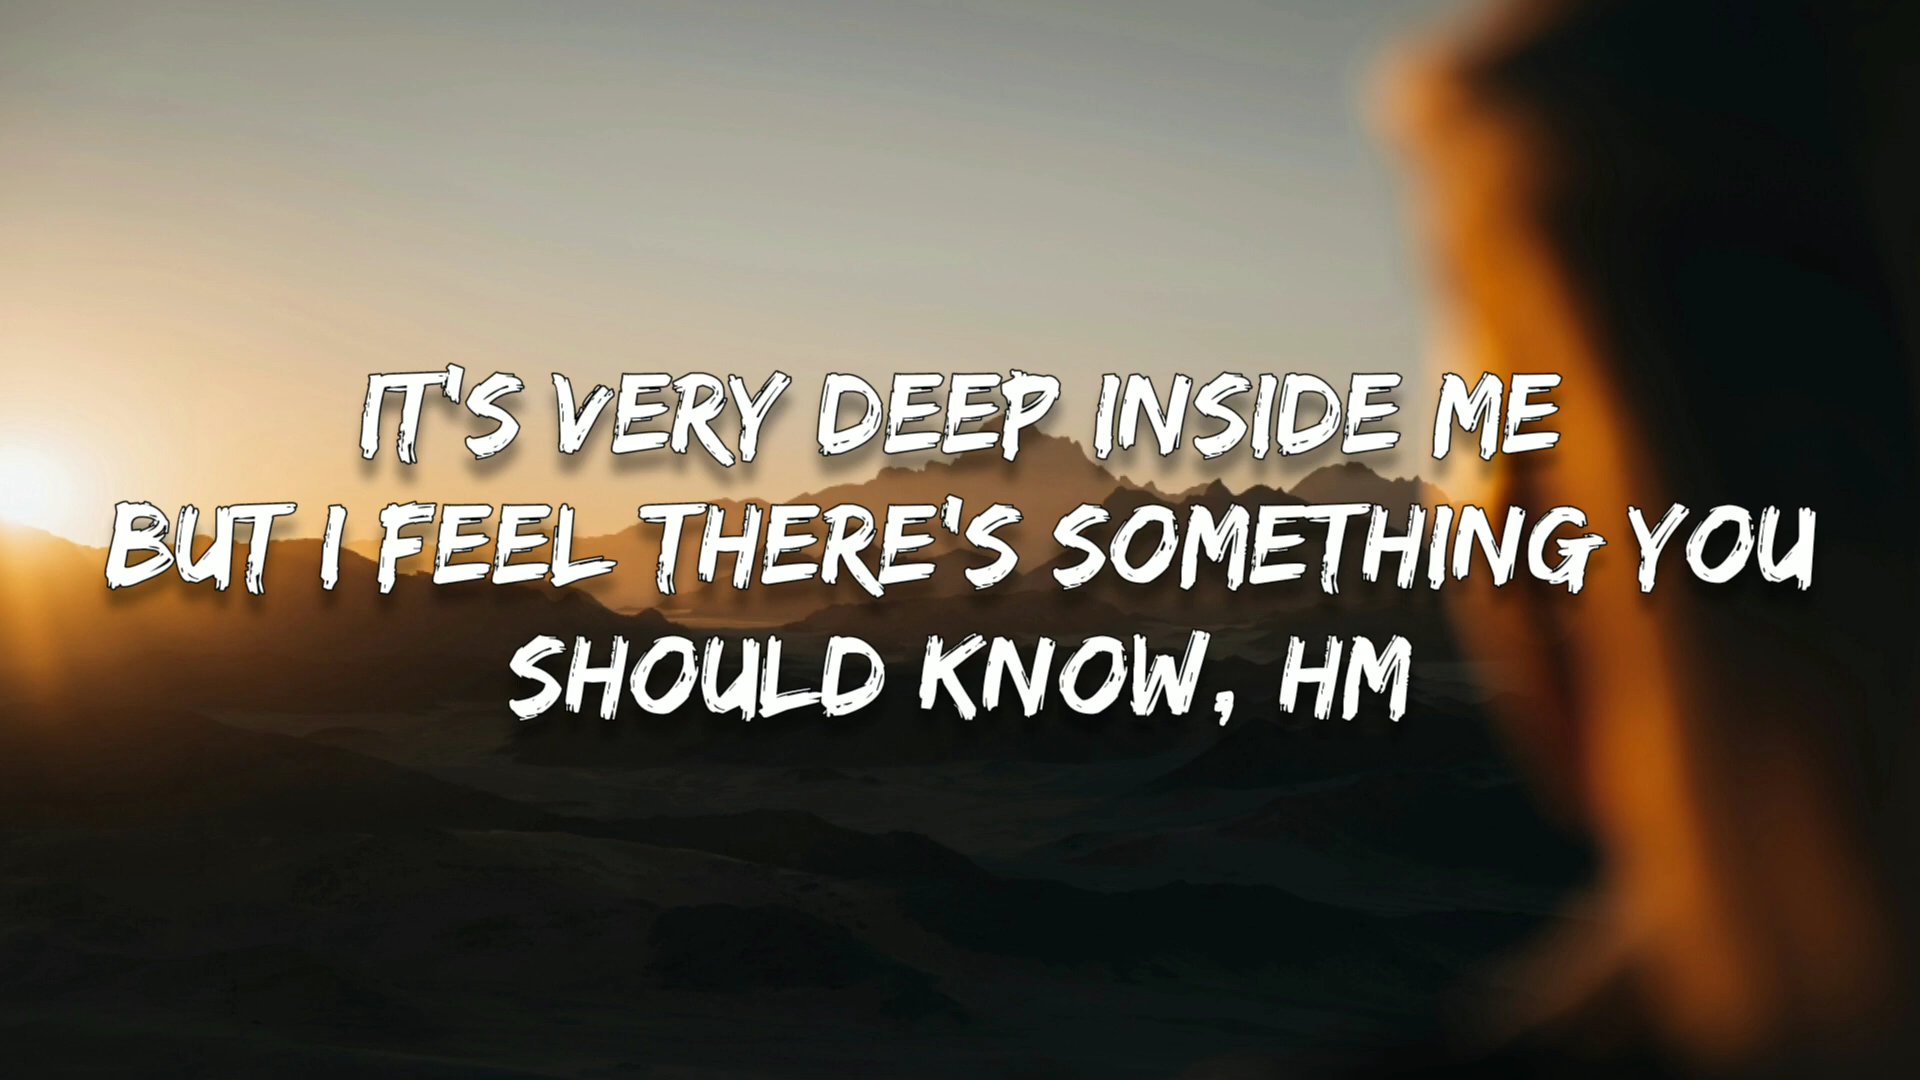 IT'S VERY DEEP INSIDE ME
BUT I FEEL THERE'S SOMETHING YOU
SHOULD KNOW, HM